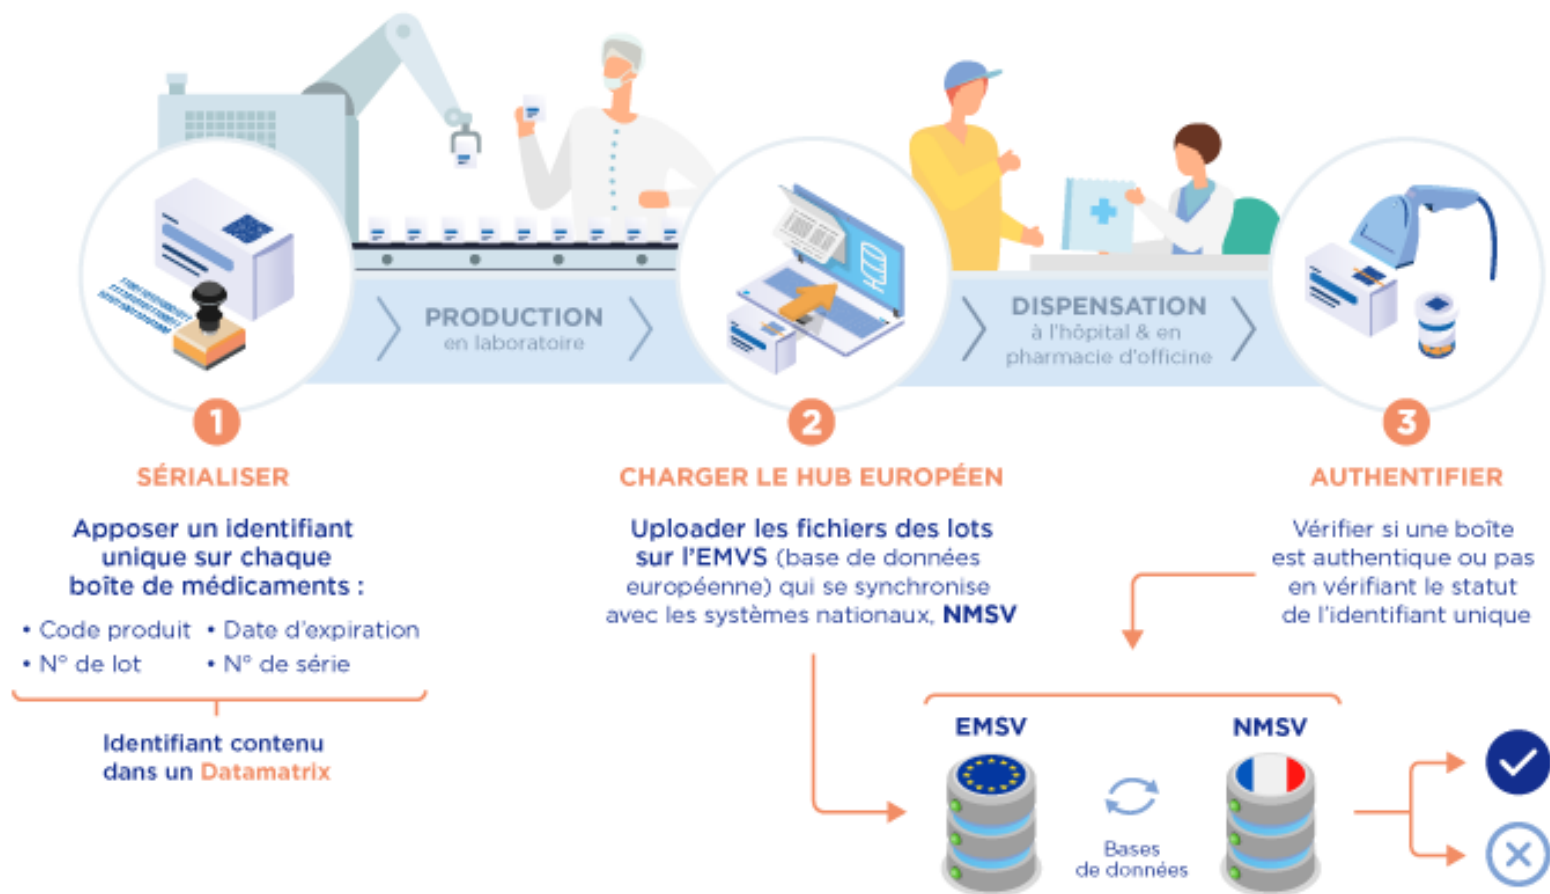 PRODUCTION
en laboratoire
DISPENSATION
à l'hôpital & en
pharmacie d'officine
1
SÉRIALISER
Apposer un identifiant
unique sur chaque
boîte de médicaments :
• Code produit • Date d'expiration
• N° de lot • N° de série
Identifiant contenu
dans un Datamatrix
2
CHARGER LE HUB EUROPÉEN
Uploader les fichiers des lots
sur l'EMVS (base de données
européenne) qui se synchronise
avec les systèmes nationaux, NMSV
3
AUTHENTIFIER
Vérifier si une boîte
est authentique ou pas
en vérifiant le statut
de l'identifiant unique
EMSV
NMSV
Bases
de données